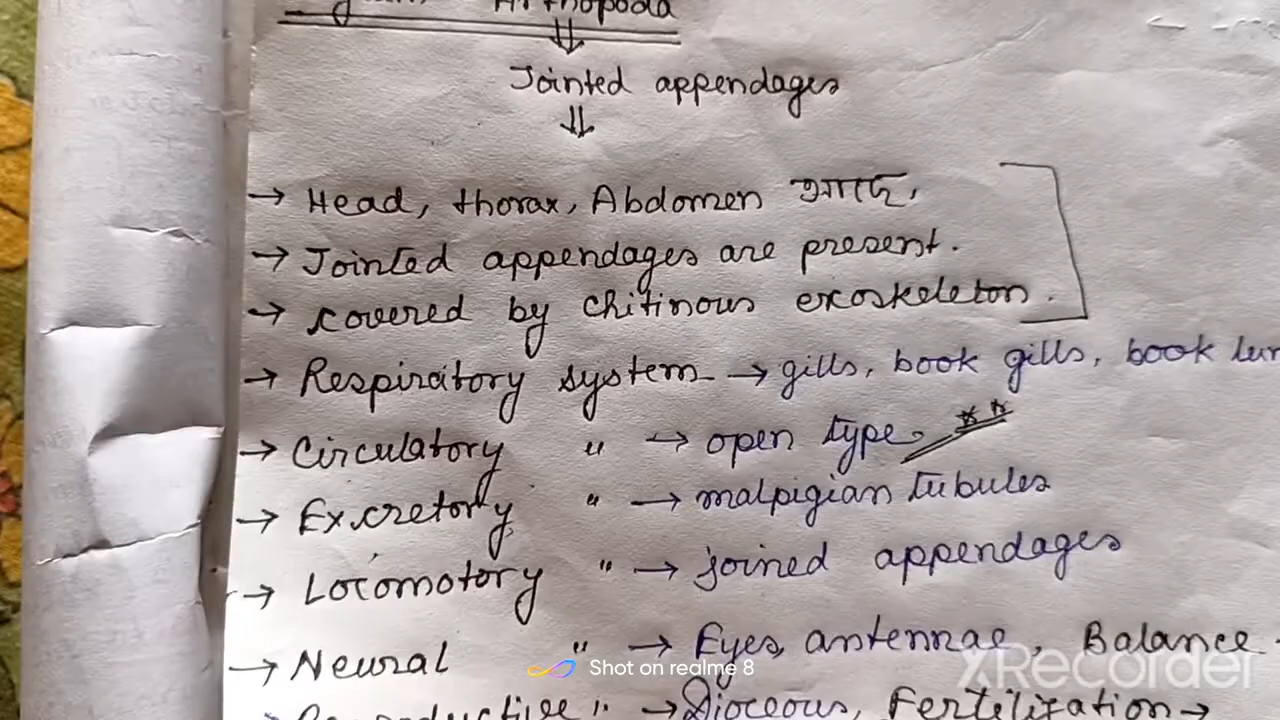 Arthopoda
⇓
Jointed appendages
⇓
→ Head, thorax, Abdomen আছে,
→ Jointed appendages are present.
→ covered by chitinous exoskeleton.
→ Respiratory system → gills, book gills, book
→ Circulatory " → open type. **
→ Excretory " → malpigian tubules
→ Locomotory " → joined appendages
→ Neural " → Eyes, antennae, Balance
→ " → Dioceous, Fertilization →
Shot on realme 8
XRecorder